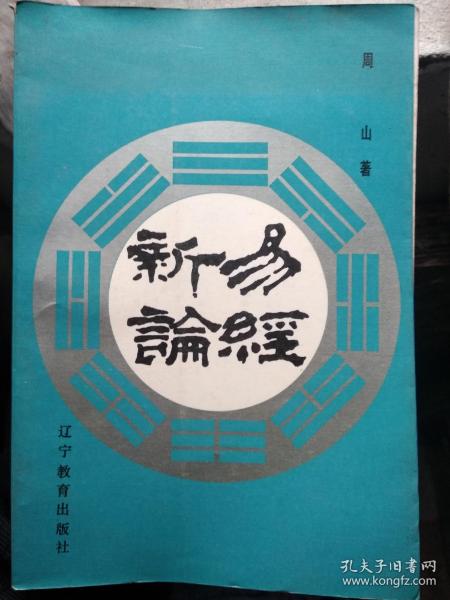 周山著
易經
新論
辽宁教育出版社
孔夫子旧书网
www.kongfz.com